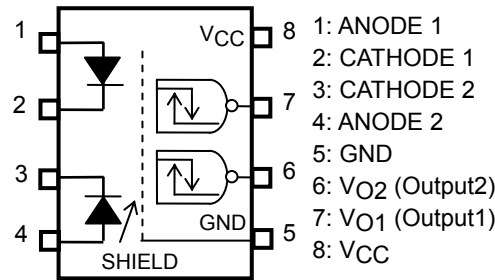 1
2
3
4
VCC
GND
SHIELD
8
7
6
5
1: ANODE 1
2: CATHODE 1
3: CATHODE 2
4: ANODE 2
5: GND
6: VO2 (Output2)
7: VO1 (Output1)
8: VCC